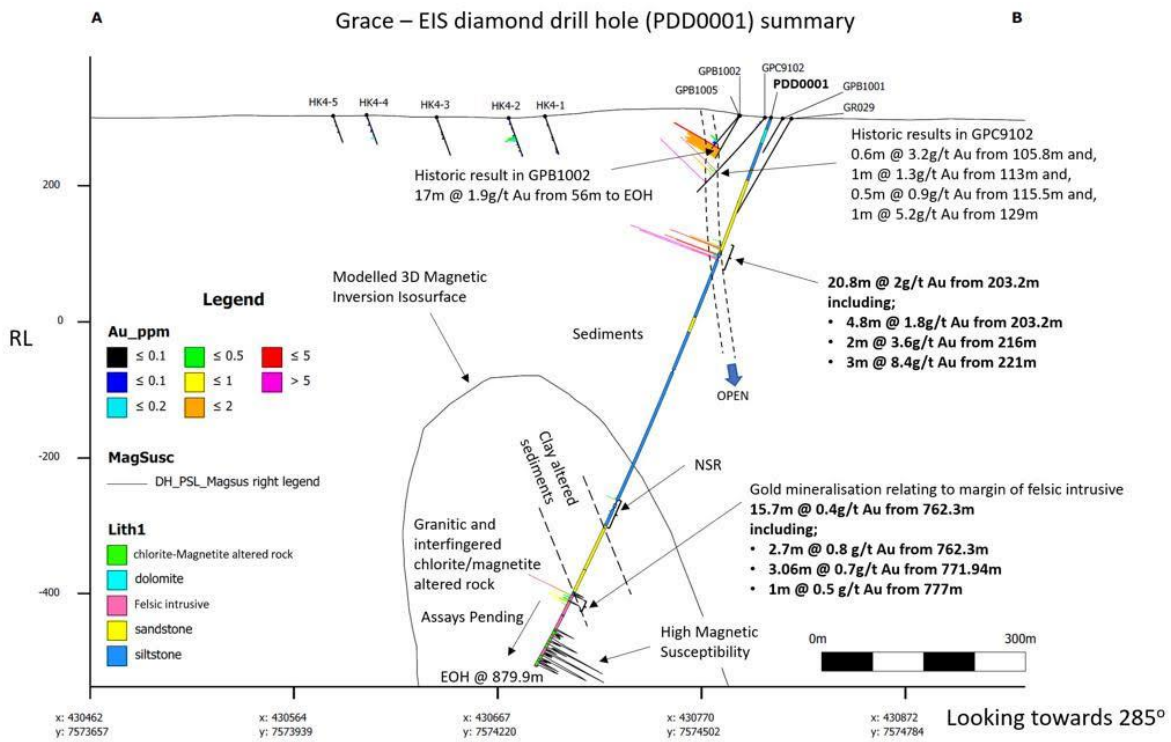 A
Grace – EIS diamond drill hole (PDD0001) summary
B
GPB1002
GPC9102
PDD0001
GPB1005
GPB1001
GR029
HK4-5
HK4-4
HK4-3
HK4-2
HK4-1
Historic results in GPC9102
0.6m @ 3.2g/t Au from 105.8m and,
1m @ 1.3g/t Au from 113m and,
0.5m @ 0.9g/t Au from 115.5m and,
1m @ 5.2g/t Au from 129m
Historic result in GPB1002
17m @ 1.9g/t Au from 56m to EOH
200
0
-200
-400
RL
Modelled 3D Magnetic
Inversion Isosurface
20.8m @ 2g/t Au from 203.2m
including;
• 4.8m @ 1.8g/t Au from 203.2m
• 2m @ 3.6g/t Au from 216m
• 3m @ 8.4g/t Au from 221m
Sediments
OPEN
Legend
Au_ppm
≤ 0.1
≤ 0.5
≤ 5
≤ 0.1
≤ 1
> 5
≤ 0.2
≤ 2
MagSusc
DH_PSL_Magsus right legend
Lith1
chlorite-Magnetite altered rock
dolomite
Felsic intrusive
sandstone
siltstone
Clay altered
sediments
NSR
Gold mineralisation relating to margin of felsic intrusive
15.7m @ 0.4g/t Au from 762.3m
including;
• 2.7m @ 0.8 g/t Au from 762.3m
• 3.06m @ 0.7g/t Au from 771.94m
• 1m @ 0.5 g/t Au from 777m
Granitic and
interfingered
chlorite/magnetite
altered rock
Assays Pending
High Magnetic
Susceptibility
EOH @ 879.9m
0m
300m
x: 430462
y: 7573657
x: 430564
y: 7573939
x: 430667
y: 7574220
x: 430770
y: 7574502
x: 430872
y: 7574784
Looking towards 285°